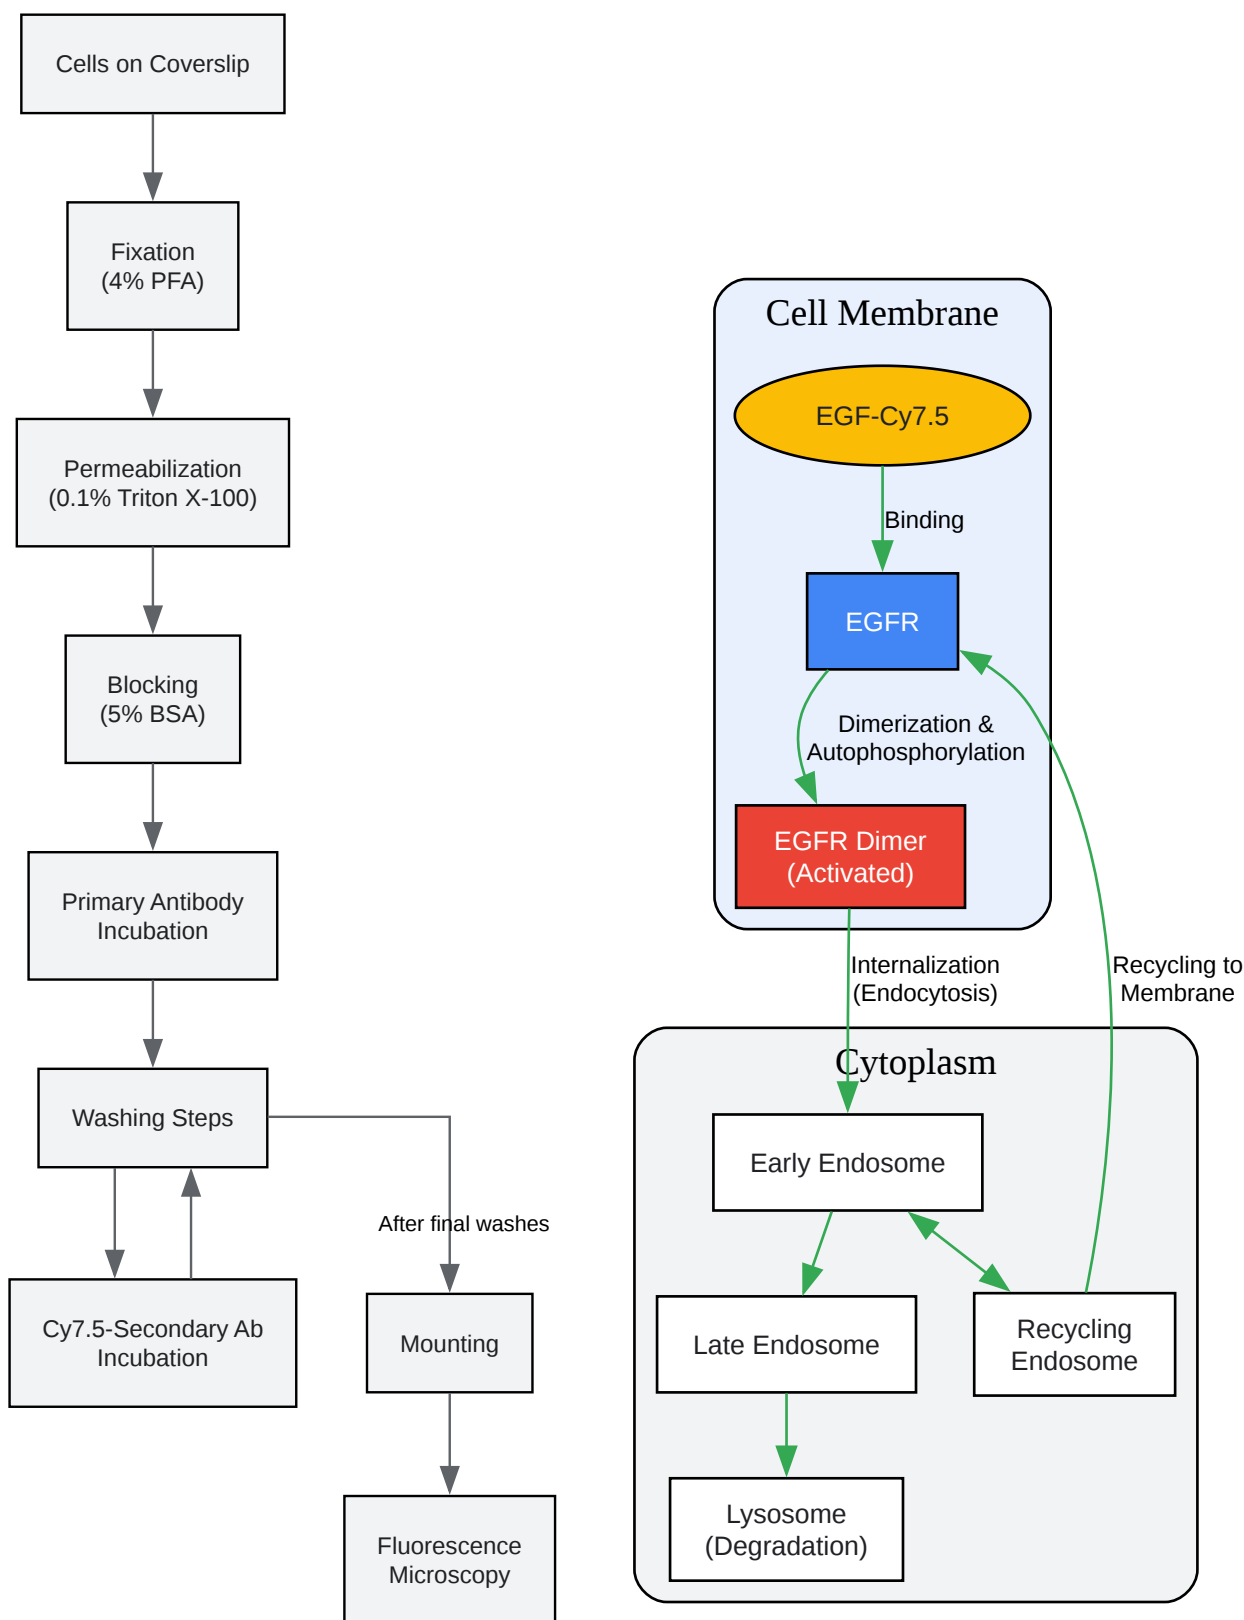 Cells on Coverslip
Fixation
(4% PFA)
Permeabilization
(0.1% Triton X-100)
Blocking
(5% BSA)
Primary Antibody
Incubation
Washing Steps
After final washes
Cy7.5-Secondary Ab
Incubation
Mounting
Fluorescence
Microscopy
Cell Membrane
EGF-Cy7.5
Binding
EGFR
Dimerization &
Autophosphorylation
EGFR Dimer
(Activated)
Internalization
(Endocytosis)
Recycling to
Membrane
Cytoplasm
Early Endosome
Late Endosome
Recycling
Endosome
Lysosome
(Degradation)